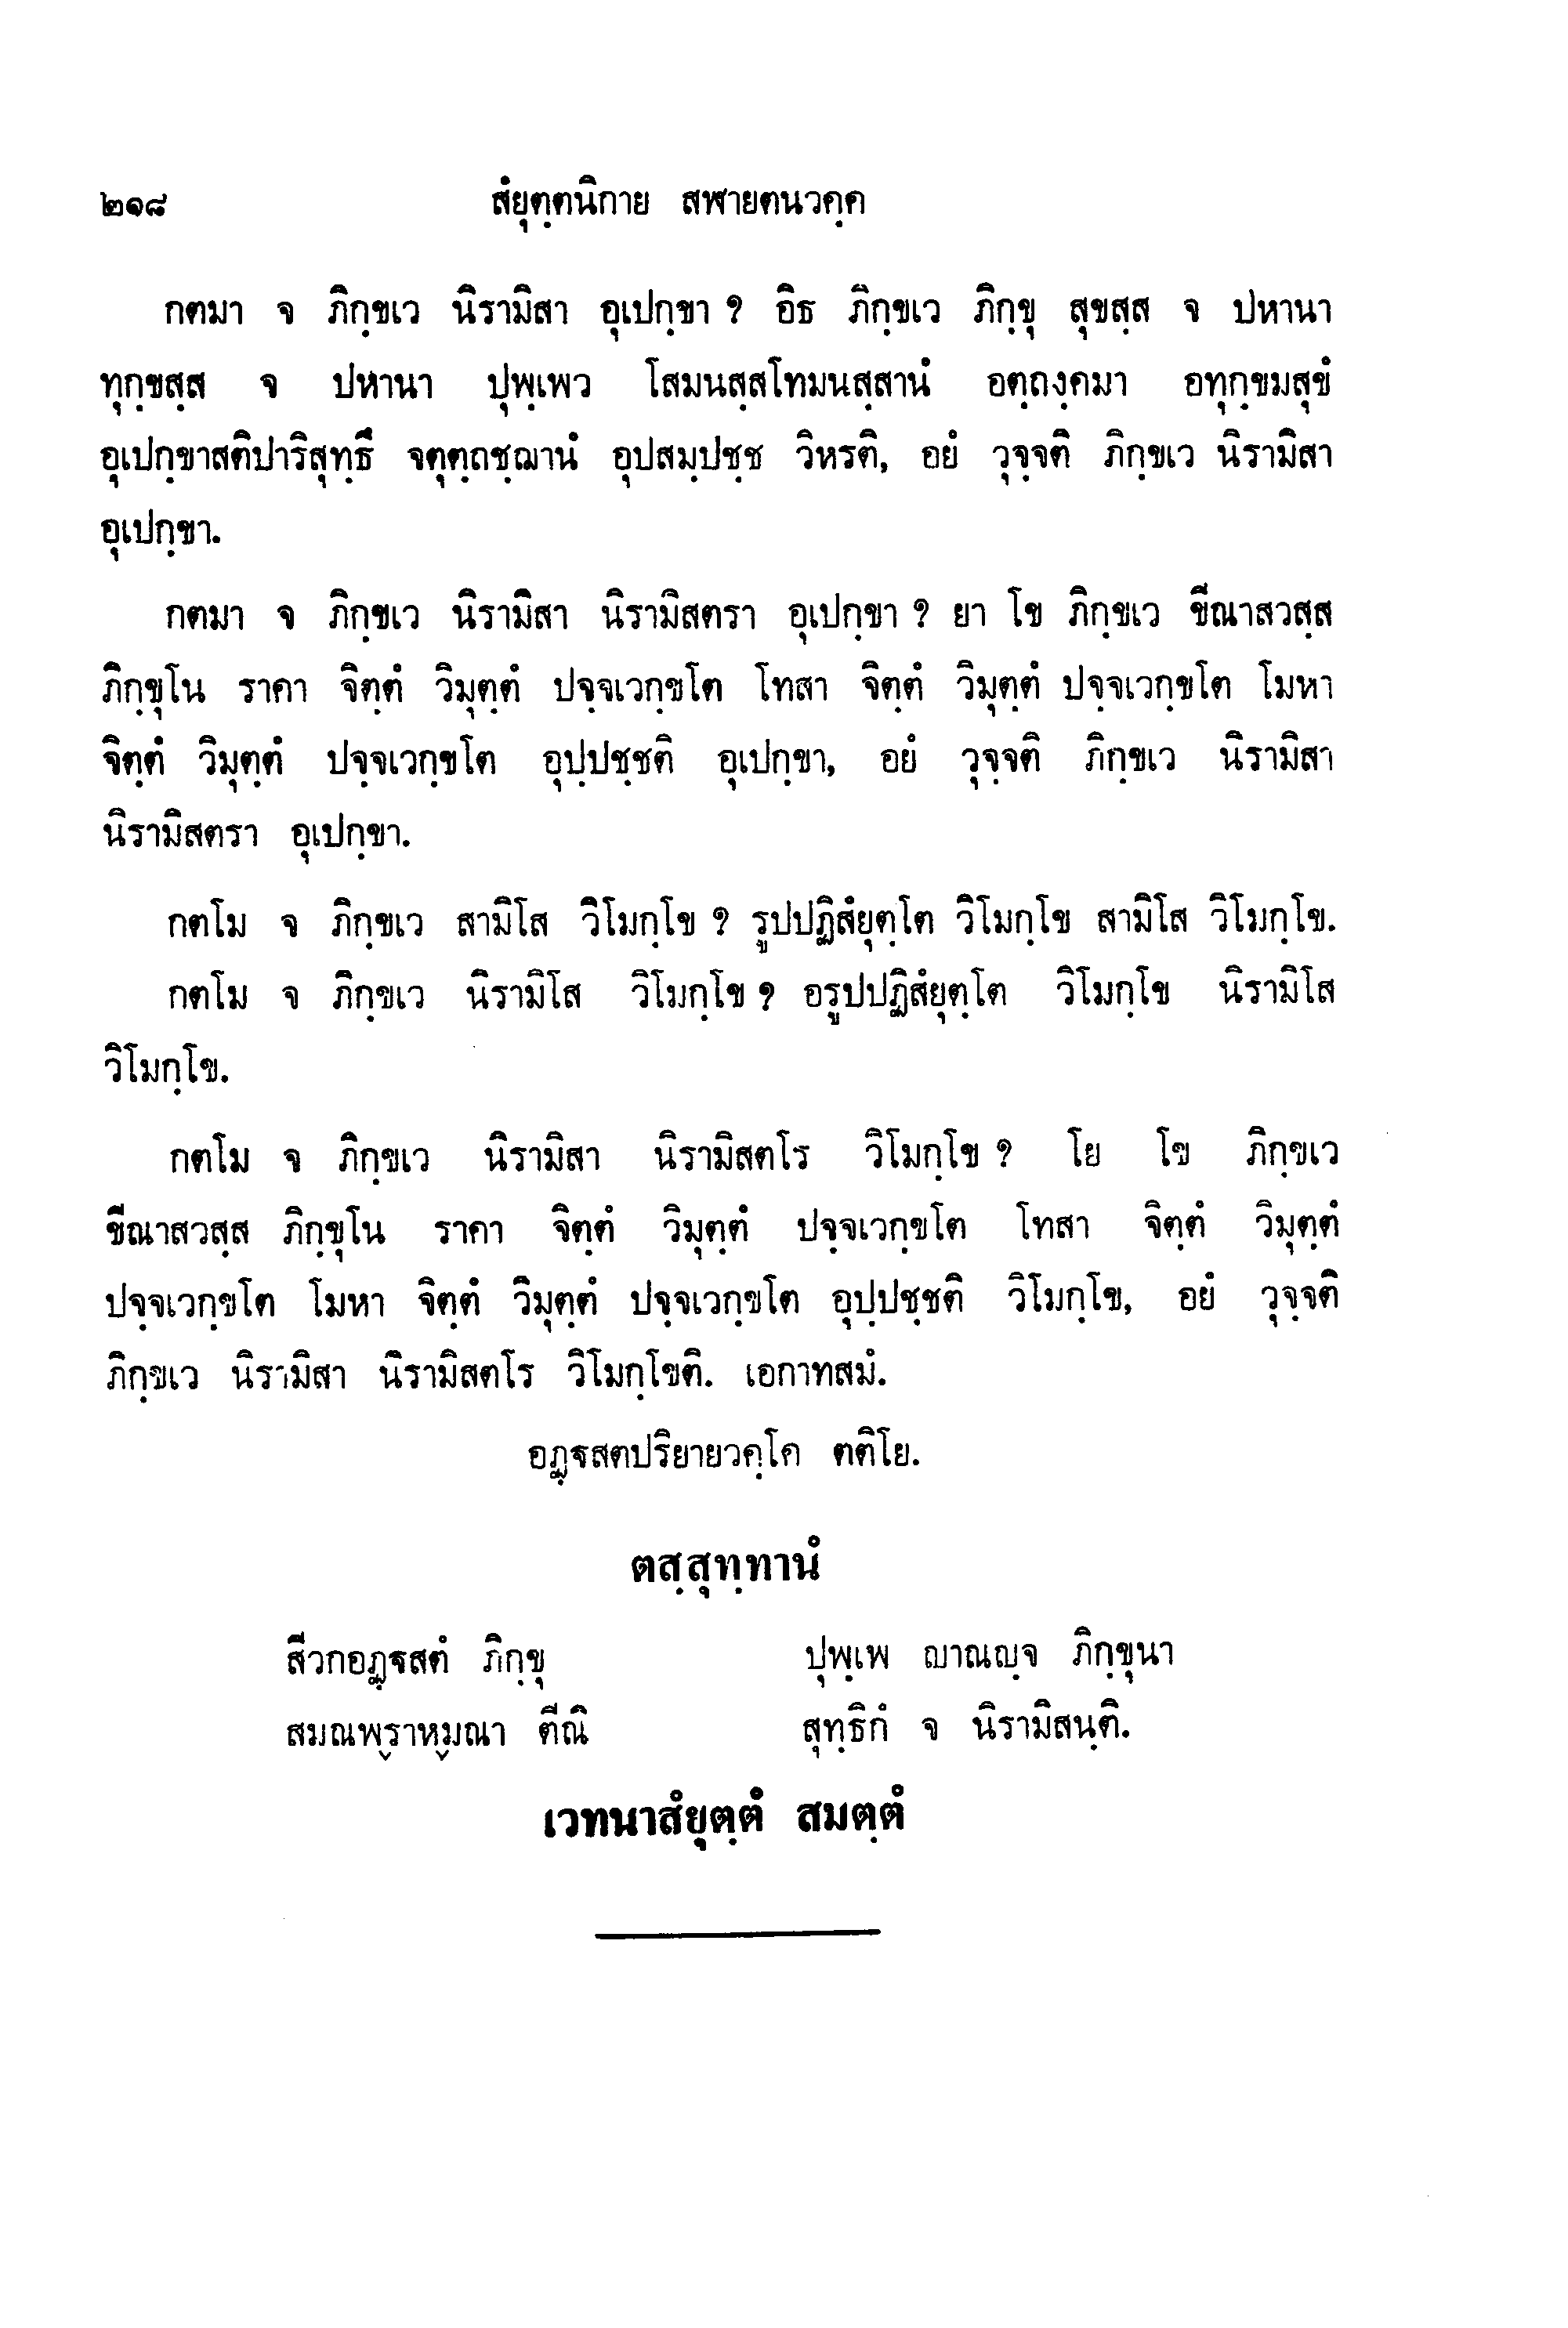 ๒๑๘ สํยุตฺตนิกาย สฬายตนวคฺค
กตมา จ ภิกฺขเว นิรามิสา อุเปกฺขา ? อิธ ภิกฺขเว ภิกฺขุ สุขสฺส จ ปหานา
ทุกฺขสฺส จ ปหานา ปุพฺเพว โสมนสฺสโทมนสฺสานํ อตฺถงฺคมา อทุกฺขมสุขํ
อุเปกฺขาสติปาริสุทฺธึ จตุตฺถชฺฌานํ อุปสมฺปชฺช วิหรติ, อยํ วุจฺจติ ภิกฺขเว นิรามิสา
อุเปกฺขา.
กตมา จ ภิกฺขเว นิรามิสา นิรามิสตรา อุเปกฺขา ? ยา โข ภิกฺขเว ขีณาสวสฺส
ภิกฺขุโน ราคา จิตฺตํ วิมุตฺตํ ปจฺจเวกฺขโต โทสา จิตฺตํ วิมุตฺตํ ปจฺจเวกฺขโต โมหา
จิตฺตํ วิมุตฺตํ ปจฺจเวกฺขโต อุปฺปชฺชติ อุเปกฺขา, อยํ วุจฺจติ ภิกฺขเว นิรามิสา
นิรามิสตรา อุเปกฺขา.
กตโม จ ภิกฺขเว สามิโส วิโมกฺโข ? รูปปฏิสํยุตฺโต วิโมกฺโข สามิโส วิโมกฺโข.
กตโม จ ภิกฺขเว นิรามิโส วิโมกฺโข ? อรูปปฏิสํยุตฺโต วิโมกฺโข นิรามิโส
วิโมกฺโข.
กตโม จ ภิกฺขเว นิรามิสา นิรามิสตโร วิโมกฺโข ? โย โข ภิกฺขเว
ขีณาสวสฺส ภิกฺขุโน ราคา จิตฺตํ วิมุตฺตํ ปจฺจเวกฺขโต โทสา จิตฺตํ วิมุตฺตํ
ปจฺจเวกฺขโต โมหา จิตฺตํ วิมุตฺตํ ปจฺจเวกฺขโต อุปฺปชฺชติ วิโมกฺโข, อยํ วุจฺจติ
ภิกฺขเว นิรามิสา นิรามิสตโร วิโมกฺโขติ. เอกาทสมํ.
อฏฺฐสตปริยายวคฺโค ตติโย.
ตสฺสุทฺทานํ
สีวกอฏฺฐสตํ ภิกฺขุ ปุพฺเพ ญาณญฺจ ภิกฺขุนา
สมณพฺราหฺมณา ตีณิ สุทฺธิกํ จ นิรามิสนฺติ.
เวทนาสํยุตฺตํ สมตฺตํ